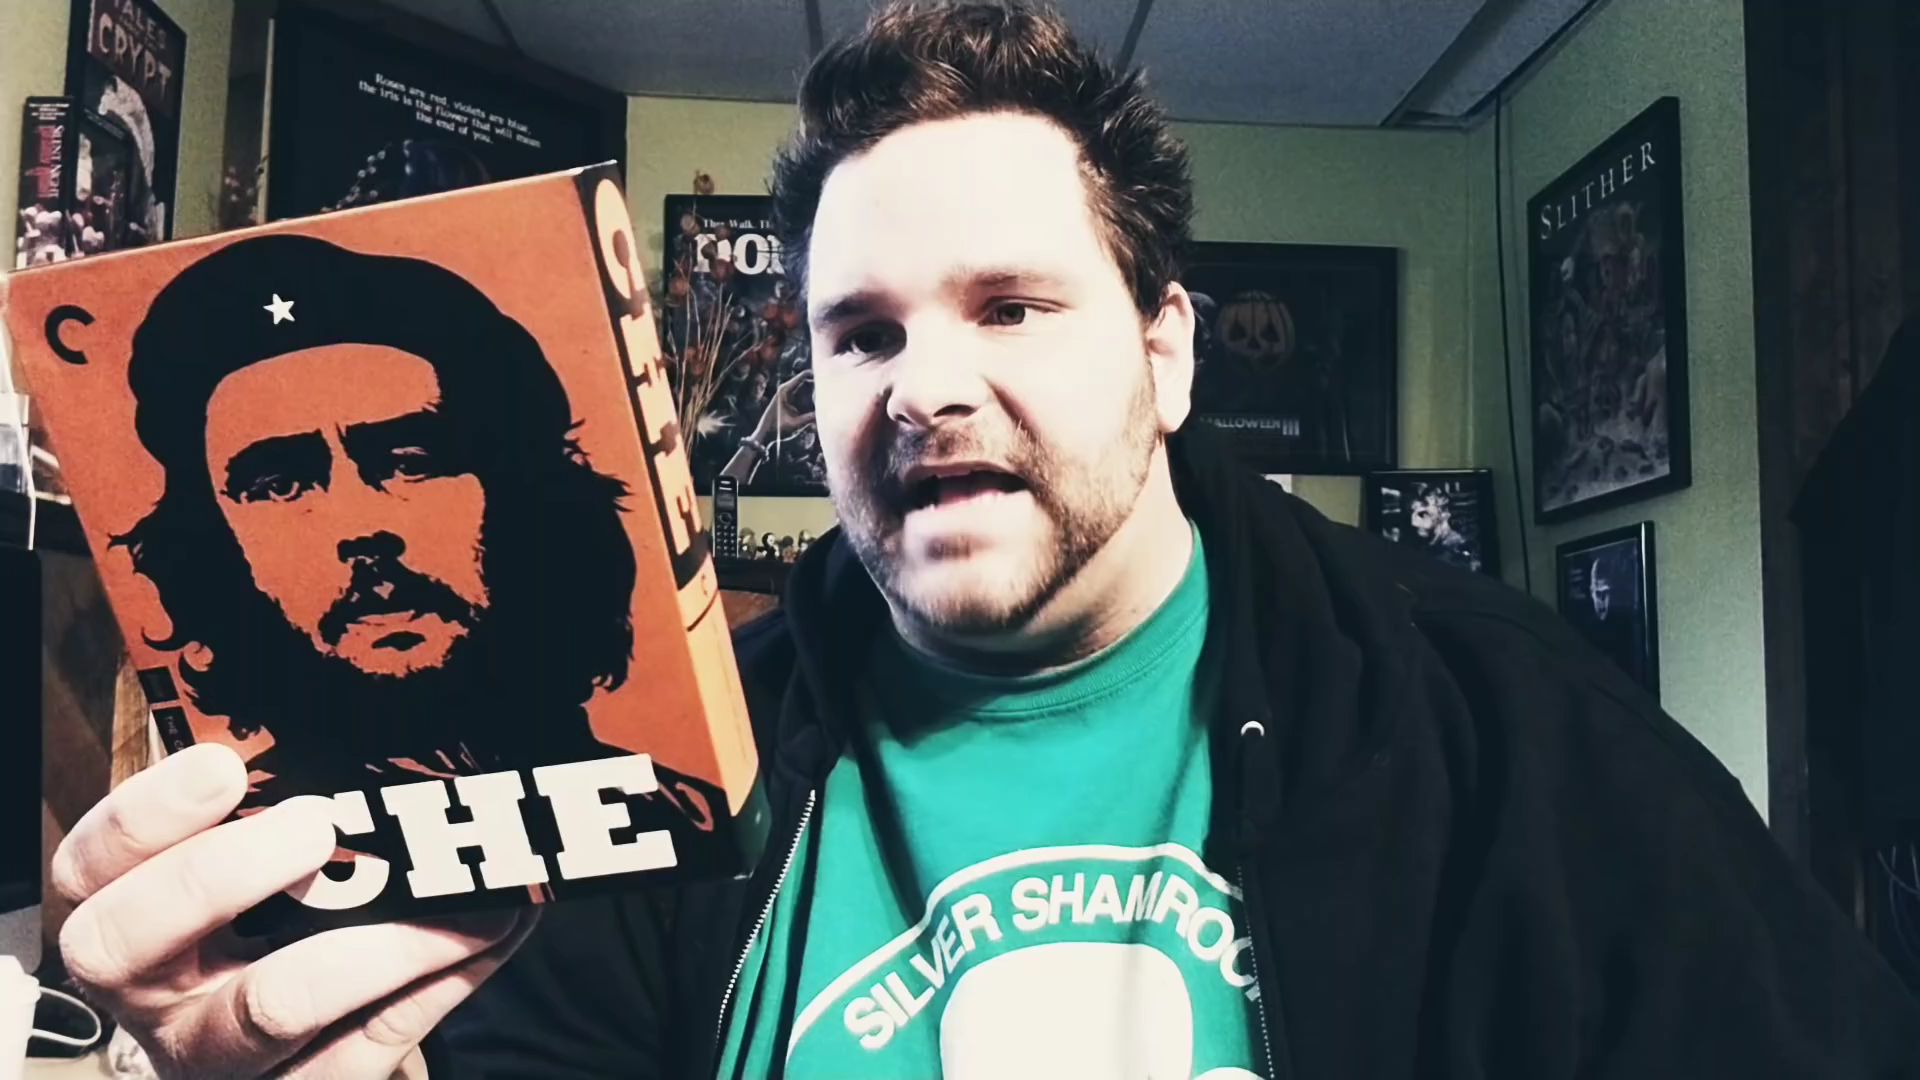 TALES
CRYPT
Roses are red, violets are blue,
the iris is the flower that will mean
the end of you.
SLITHER
HALLOWEEN III
CHE
CHE
SILVER SHAMROC